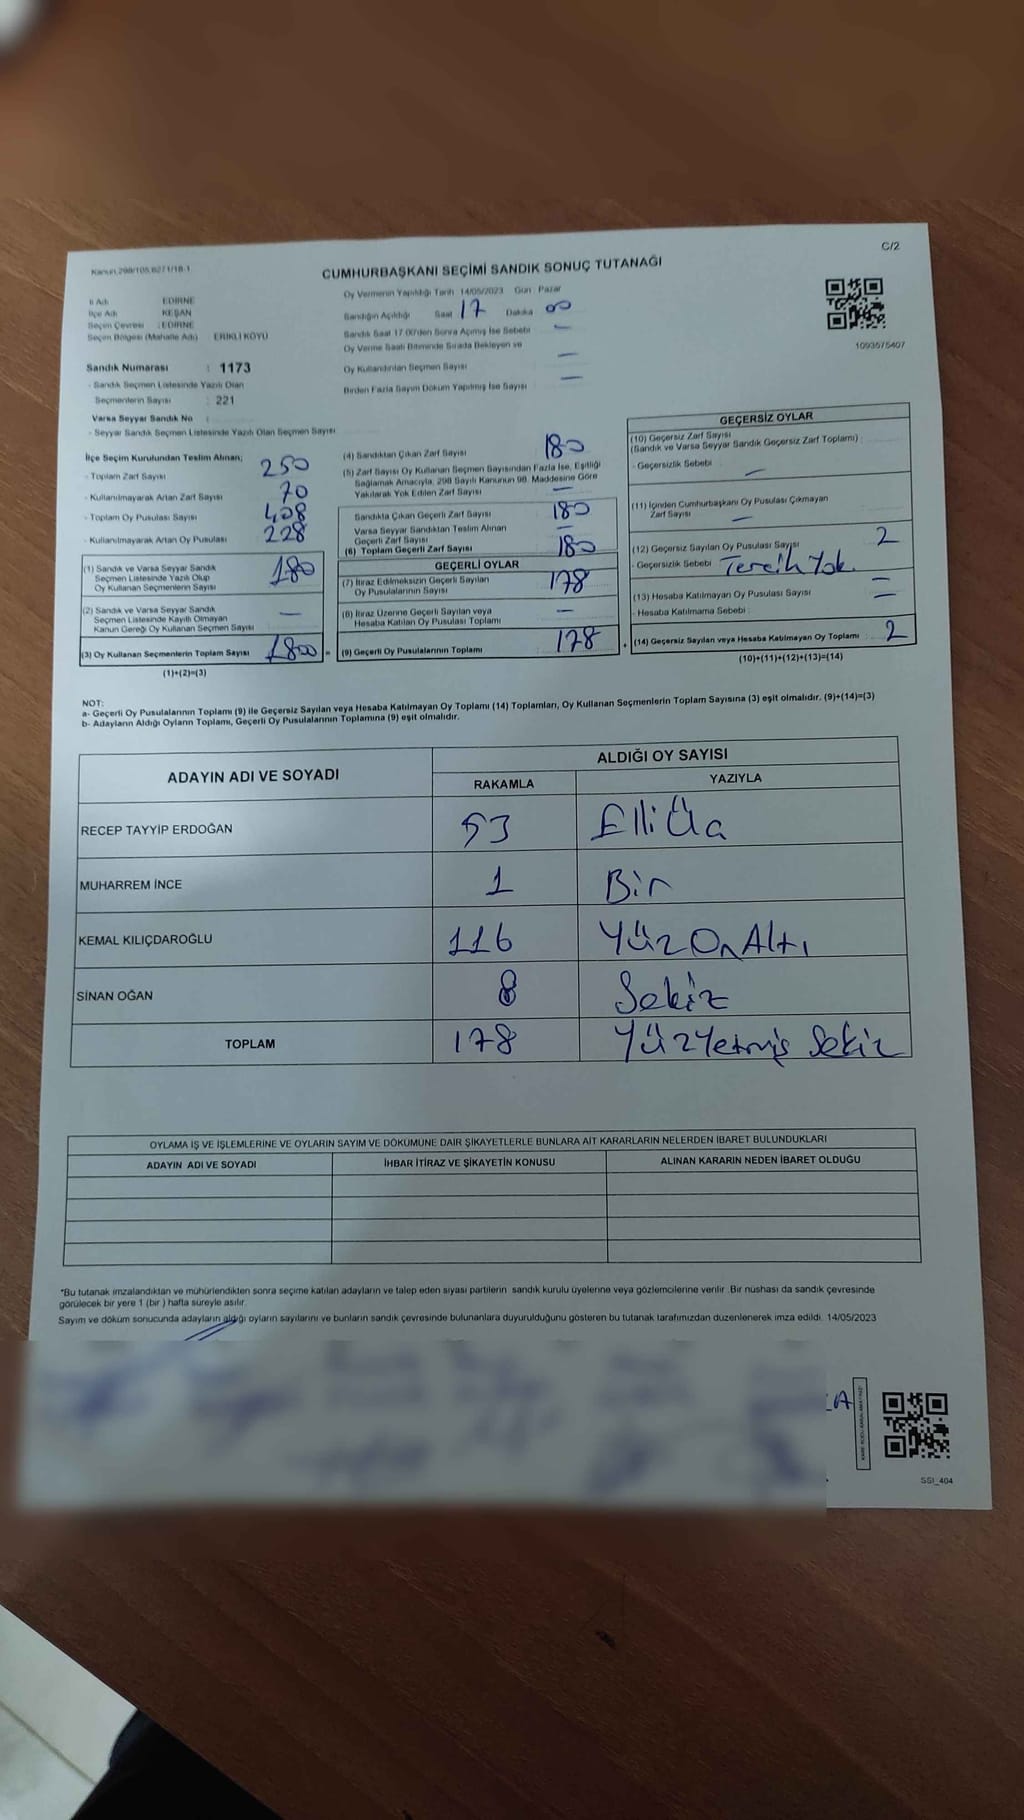 C/2
Kanun:298/105,6271/18-1
CUMHURBAŞKANI SEÇİMİ SANDIK SONUÇ TUTANAĞI
İl Adı : EDİRNE
İlçe Adı : KEŞAN
Seçim Çevresi : EDİRNE
Seçim Bölgesi (Mahalle Adı) : ERİKLİ KÖYÜ
Oy Vermenin Yapıldığı Tarih 14/05/2023 Gün : Pazar
Sandığın Açıldığı Saat 17 Dakika 00
Sandık Saat 17.00'den Sonra Açılmış İse Sebebi —
Oy Verme Saati Bitiminde Sırada Bekleyen ve
Oy Kullandırılan Seçmen Sayısı —
Birden Fazla Sayım Döküm Yapılmış İse Sayısı —
1093575407
Sandık Numarası : 1173
- Sandık Seçmen Listesinde Yazılı Olan
Seçmenlerin Sayısı : 221
Varsa Seyyar Sandık No :
- Seyyar Sandık Seçmen Listesinde Yazılı Olan Seçmen Sayısı :
İlçe Seçim Kurulundan Teslim Alınan;
- Toplam Zarf Sayısı 250
- Kullanılmayarak Artan Zarf Sayısı 70
- Toplam Oy Pusulası Sayısı 408
- Kullanılmayarak Artan Oy Pusulası 228
(1) Sandık ve Varsa Seyyar Sandık
Seçmen Listesinde Yazılı Olup
Oy Kullanan Seçmenlerin Sayısı 180
(2) Sandık ve Varsa Seyyar Sandık
Seçmen Listesinde Kayıtlı Olmayan
Kanun Gereği Oy Kullanan Seçmen Sayısı —
(3) Oy Kullanan Seçmenlerin Toplam Sayısı =
(1)+(2)=(3)
(4) Sandıktan Çıkan Zarf Sayısı 180
(5) Zarf Sayısı Oy Kullanan Seçmen Sayısından Fazla İse, Eşitliği
Sağlamak Amacıyla, 298 Sayılı Kanunun 98. Maddesine Göre
Yakılarak Yok Edilen Zarf Sayısı —
Sandıkta Çıkan Geçerli Zarf Sayısı 180
Varsa Seyyar Sandıktan Teslim Alınan
Geçerli Zarf Sayısı —
(6) Toplam Geçerli Zarf Sayısı 180
GEÇERLİ OYLAR
(7) İtiraz Edilmeksizin Geçerli Sayılan
Oy Pusulalarının Sayısı 178
(8) İtiraz Üzerine Geçerli Sayılan veya
Hesaba Katılan Oy Pusulası Toplamı —
(9) Geçerli Oy Pusulalarının Toplamı : 178 +
GEÇERSİZ OYLAR
(10) Geçersiz Zarf Sayısı
(Sandık ve Varsa Seyyar Sandık Geçersiz Zarf Toplamı)
- Geçersizlik Sebebi —
(11) İçinden Cumhurbaşkanı Oy Pusulası Çıkmayan
Zarf Sayısı —
(12) Geçersiz Sayılan Oy Pusulası Sayısı 2
- Geçersizlik Sebebi Tercih Yok.
(13) Hesaba Katılmayan Oy Pusulası Sayısı —
- Hesaba Katılmama Sebebi : —
(14) Geçersiz Sayılan veya Hesaba Katılmayan Oy Toplamı : 2
(10)+(11)+(12)+(13)=(14)
NOT:
a- Geçerli Oy Pusulalarının Toplamı (9) ile Geçersiz Sayılan veya Hesaba Katılmayan Oy Toplamı (14) Toplamları, Oy Kullanan Seçmenlerin Toplam Sayısına (3) eşit olmalıdır. (9)+(14)=(3)
b- Adayların Aldığı Oyların Toplamı, Geçerli Oy Pusulalarının Toplamına (9) eşit olmalıdır.
ADAYIN ADI VE SOYADI
ALDIĞI OY SAYISI
RAKAMLA YAZIYLA
RECEP TAYYİP ERDOĞAN 53 Elli Üç
MUHARREM İNCE 1 Bir
KEMAL KILIÇDAROĞLU 116 Yüz On Altı
SİNAN OĞAN 8 Sekiz
TOPLAM 178 Yüz Yetmiş Sekiz
OYLAMA İŞ VE İŞLEMLERİNE VE OYLARIN SAYIM VE DÖKÜMÜNE DAİR ŞİKAYETLERLE BUNLARA AİT KARARLARIN NELERDEN İBARET BULUNDUKLARI
ADAYIN ADI VE SOYADI İHBAR İTİRAZ VE ŞİKAYETİN KONUSU ALINAN KARARIN NEDEN İBARET OLDUĞU
*Bu tutanak imzalandıktan ve mühürlendikten sonra seçime katılan adayların ve talep eden siyasi partilerin sandık kurulu üyelerine veya gözlemcilerine verilir. Bir nüshası da sandık çevresinde
görülecek bir yere 1 (bir) hafta süreyle asılır.
Sayım ve döküm sonucunda adayların aldığı oyların sayılarını ve bunların sandık çevresinde bulunanlara duyurulduğunu gösteren bu tutanak tarafımızdan düzenlenerek imza edildi. 14/05/2023
SSI_404